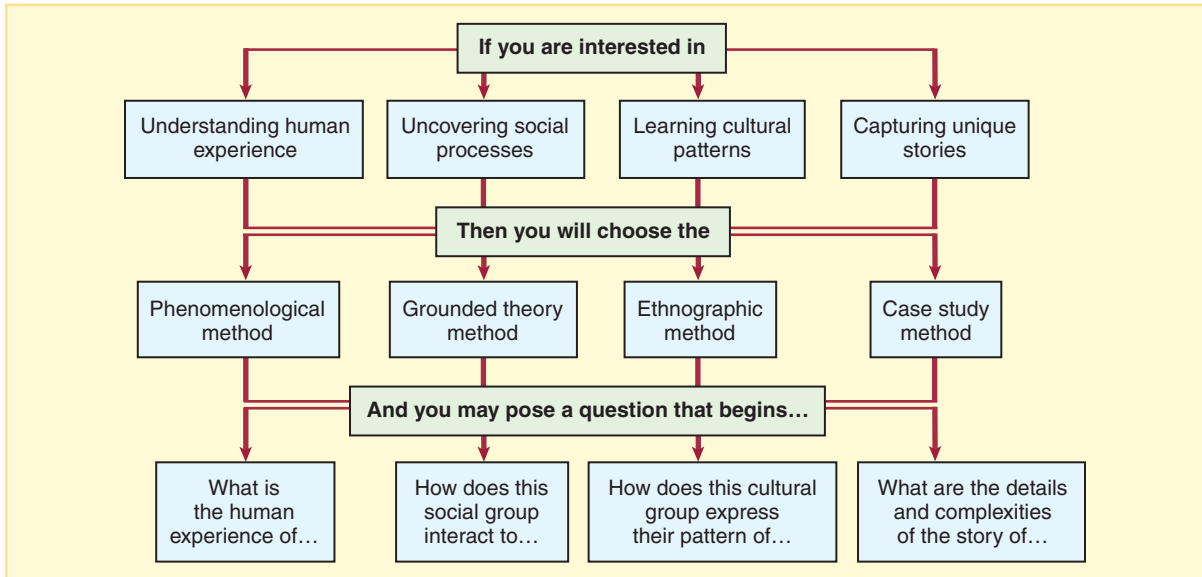 If you are interested in
Understanding human
experience
Uncovering social
processes
Learning cultural
patterns
Capturing unique
stories
Then you will choose the
Phenomenological
method
Grounded theory
method
Ethnographic
method
Case study
method
And you may pose a question that begins…
What is
the human
experience of…
How does this
social group
interact to…
How does this cultural
group express
their pattern of…
What are the details
and complexities
of the story of…